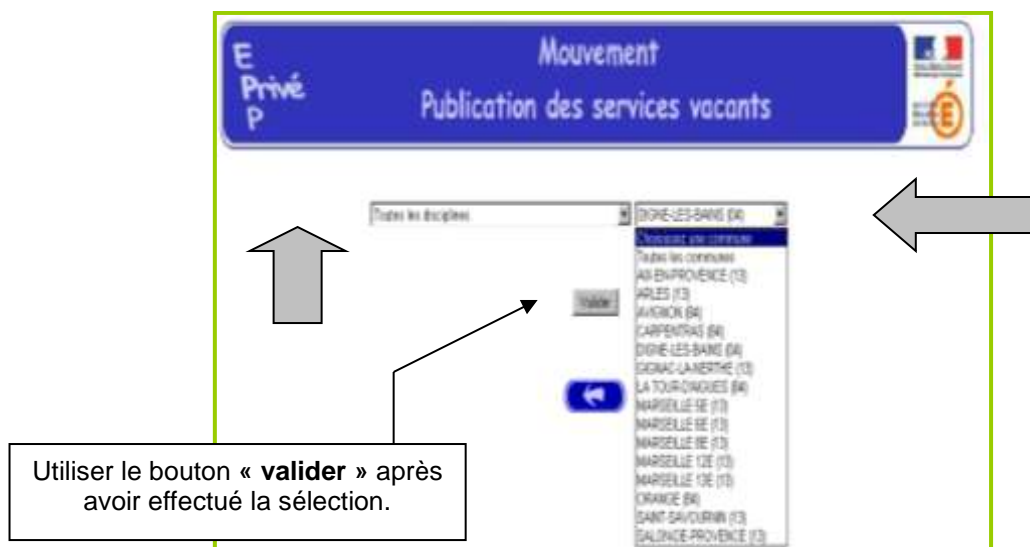 E
Privé
P
Mouvement
Publication des services vacants
Toutes les disciplines
DIGNE-LES-BAINS (04)
Choisissez une commune
Toutes les communes
AIX-EN-PROVENCE (13)
ARLES (13)
AVIGNON (84)
CARPENTRAS (84)
DIGNE-LES-BAINS (04)
GIGNAC-LA-NERTHE (13)
LA TOUR-D'AIGUES (84)
MARSEILLE 5E (13)
MARSEILLE 6E (13)
MARSEILLE 8E (13)
MARSEILLE 12E (13)
MARSEILLE 13E (13)
ORANGE (84)
SAINT-SAVOURNIN (13)
SALON-DE-PROVENCE (13)
Valider
Utiliser le bouton « valider » après
avoir effectué la sélection.